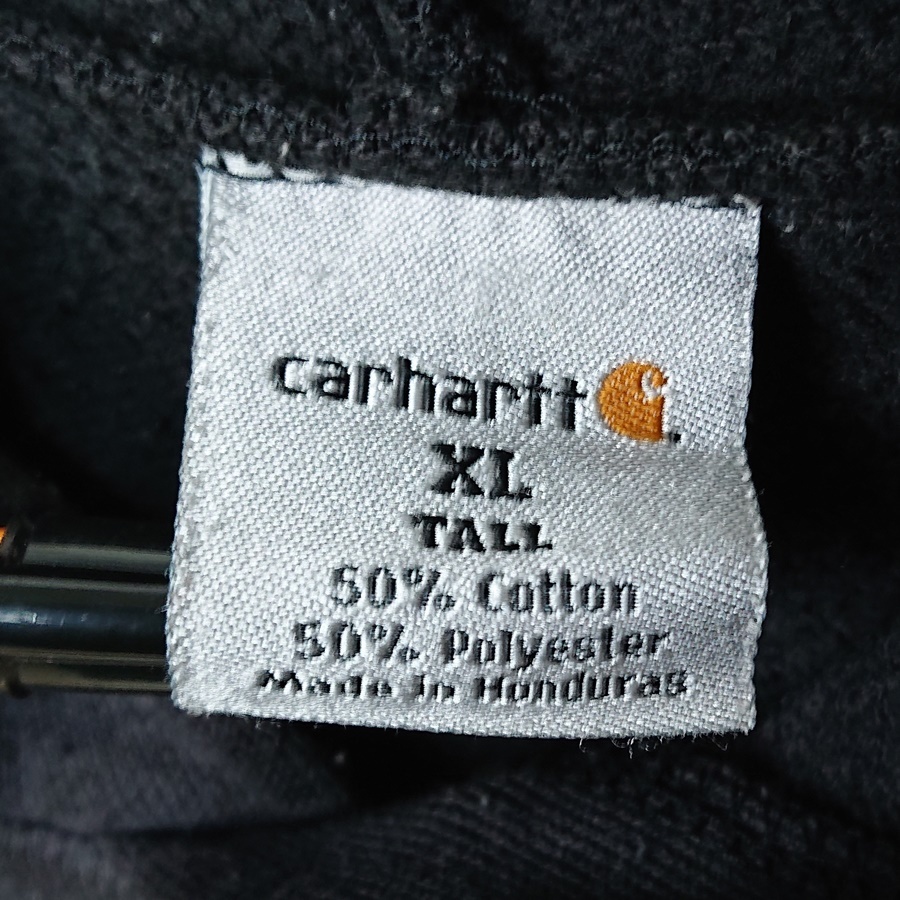 carhartt
XL
TALL
50% Cotton
50% Polyester
Made in Honduras